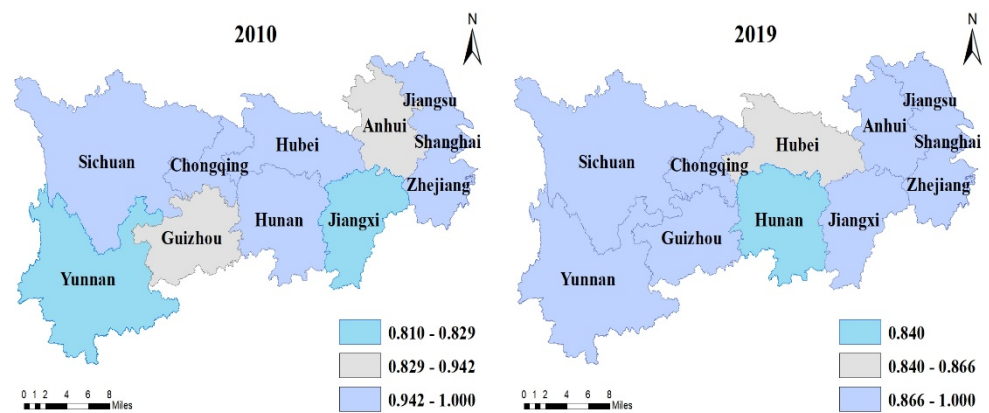 2010
N
Jiangsu
Anhui
Shanghai
Hubei
Sichuan
Chongqing
Zhejiang
Hunan
Jiangxi
Guizhou
Yunnan
0.810 - 0.829
0.829 - 0.942
0.942 - 1.000
0 1 2 4 6 8
Miles
2019
N
Jiangsu
Anhui
Shanghai
Hubei
Sichuan
Chongqing
Zhejiang
Hunan
Jiangxi
Guizhou
Yunnan
0.840
0.840 - 0.866
0.866 - 1.000
0 1 2 4 6 8
Miles